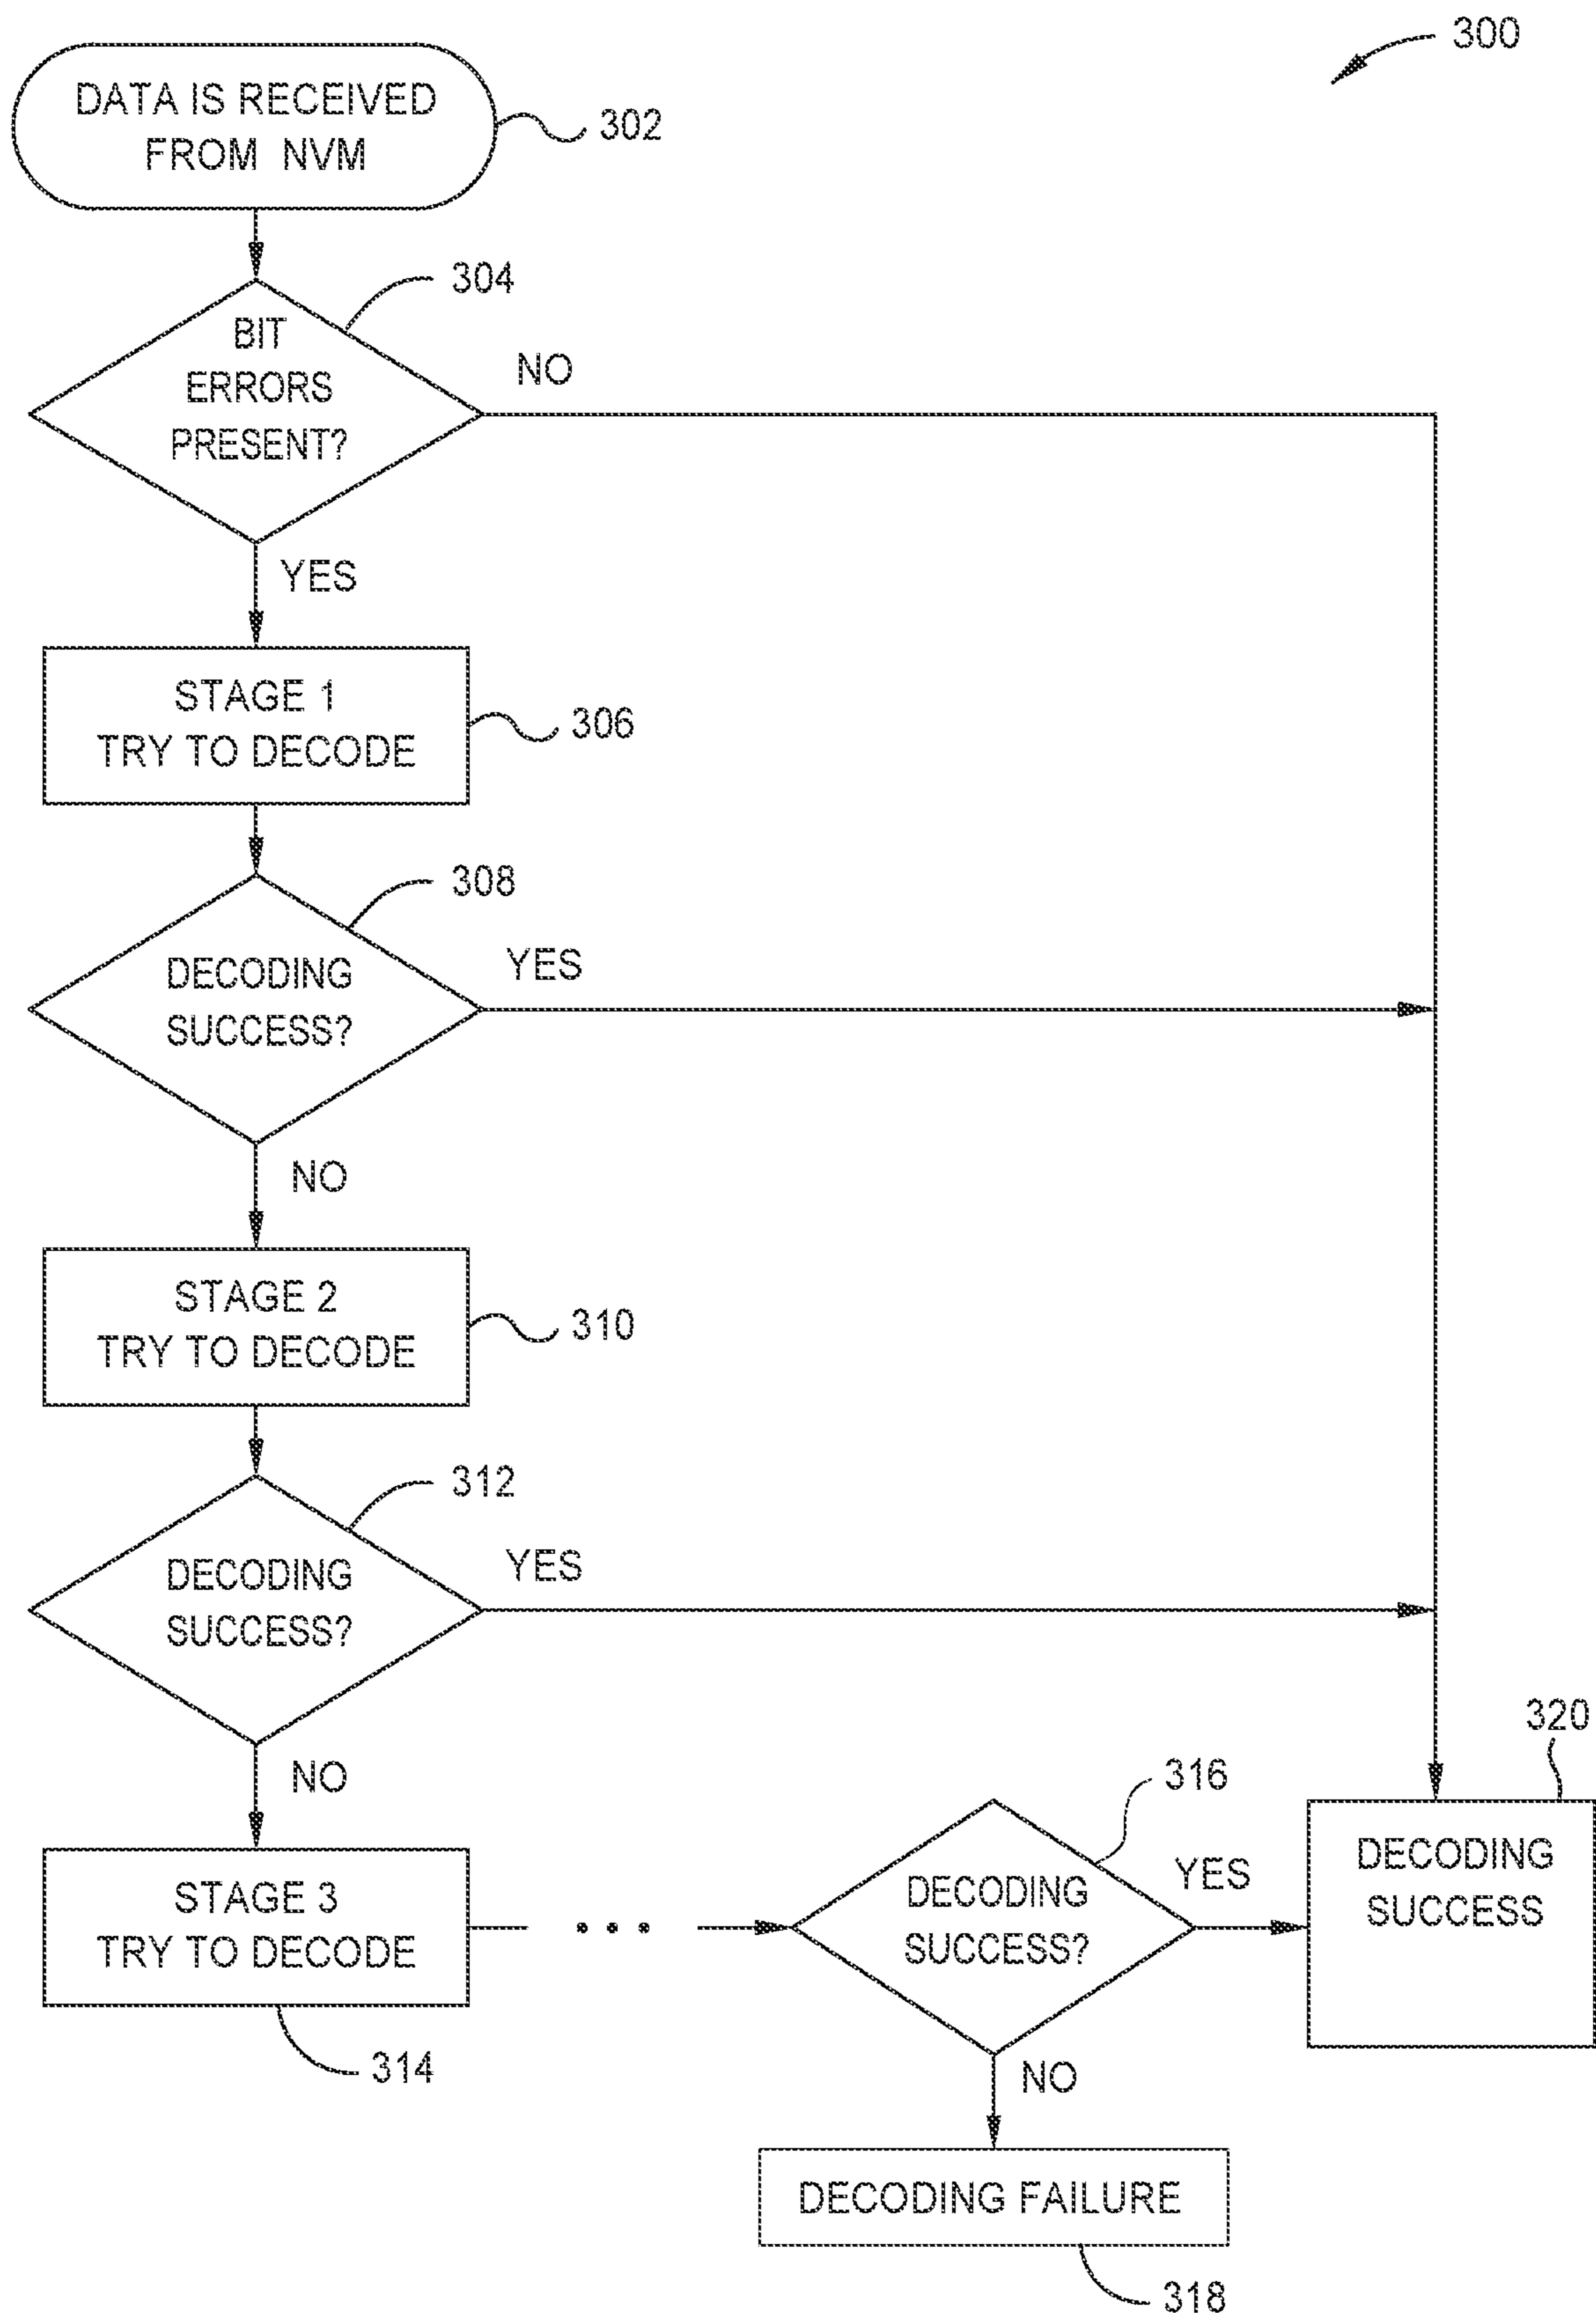 300
DATA IS RECEIVED
FROM NVM
302
304
BIT
ERRORS
PRESENT?
NO
YES
STAGE 1
TRY TO DECODE
306
308
DECODING
SUCCESS?
YES
NO
STAGE 2
TRY TO DECODE
310
312
DECODING
SUCCESS?
YES
NO
STAGE 3
TRY TO DECODE
314
316
DECODING
SUCCESS?
YES
NO
320
DECODING
SUCCESS
DECODING FAILURE
318